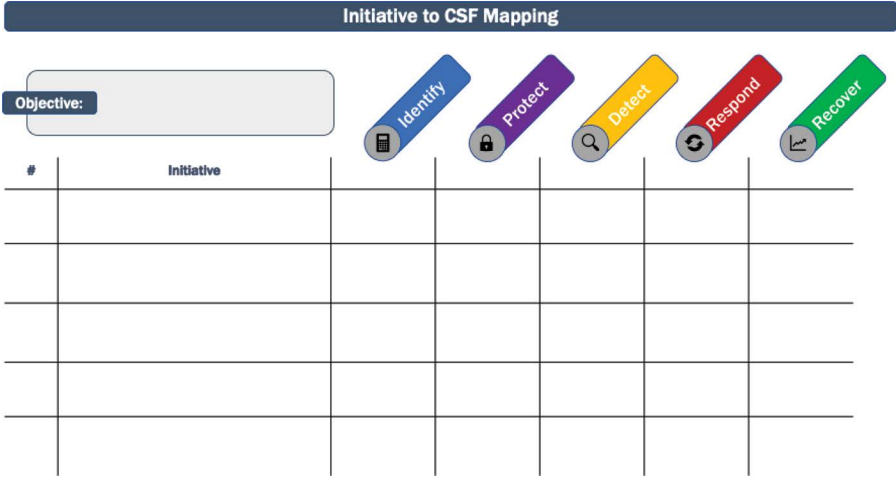 Initiative to CSF Mapping
Objective:
Identify
Protect
Detect
Respond
Recover
#
Initiative